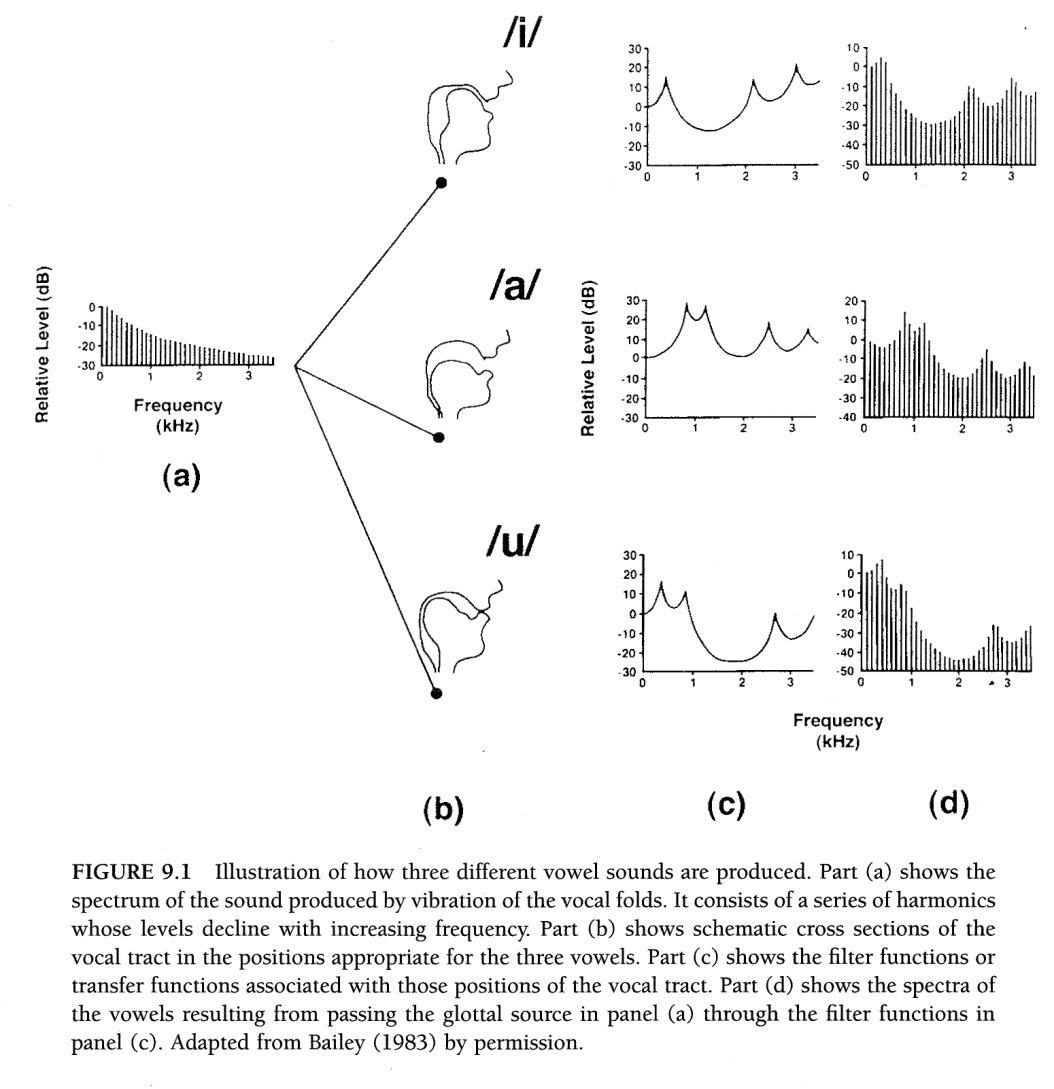 /i/
30
20
10
0
-10
-20
-30
0 1 2 3
10
0
-10
-20
-30
-40
-50
0 1 2 3
/a/
Relative Level (dB)
0
-10
-20
-30
0 1 2 3
Frequency
(kHz)
(a)
Relative Level (dB)
30
20
10
0
-10
-20
-30
0 1 2 3
20
10
0
-10
-20
-30
-40
0 1 2 3
/u/
30
20
10
0
-10
-20
-30
0 1 2 3
10
0
-10
-20
-30
-40
-50
0 1 2 3
Frequency
(kHz)
(b) (c) (d)
FIGURE 9.1 Illustration of how three different vowel sounds are produced. Part (a) shows the
spectrum of the sound produced by vibration of the vocal folds. It consists of a series of harmonics
whose levels decline with increasing frequency. Part (b) shows schematic cross sections of the
vocal tract in the positions appropriate for the three vowels. Part (c) shows the filter functions or
transfer functions associated with those positions of the vocal tract. Part (d) shows the spectra of
the vowels resulting from passing the glottal source in panel (a) through the filter functions in
panel (c). Adapted from Bailey (1983) by permission.